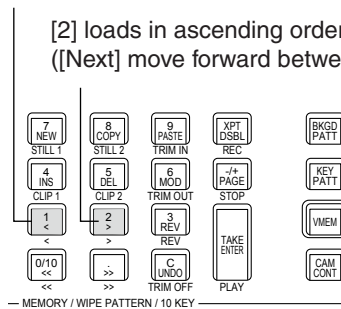 [2] loads in ascending order
([Next] move forward betwe
7 NEW 8 COPY 9 PASTE XPT DSBL BKGD PATT
STILL 1 STILL 2 TRIM IN REC
4 INS 5 DEL 6 MOD -/+ PAGE KEY PATT
CLIP 1 CLIP 2 TRIM OUT STOP
1 < 2 > 3 REV TAKE ENTER VMEM
< > REV
0/10 << . >> C UNDO CAM CONT
<< >> TRIM OFF PLAY
MEMORY / WIPE PATTERN / 10 KEY